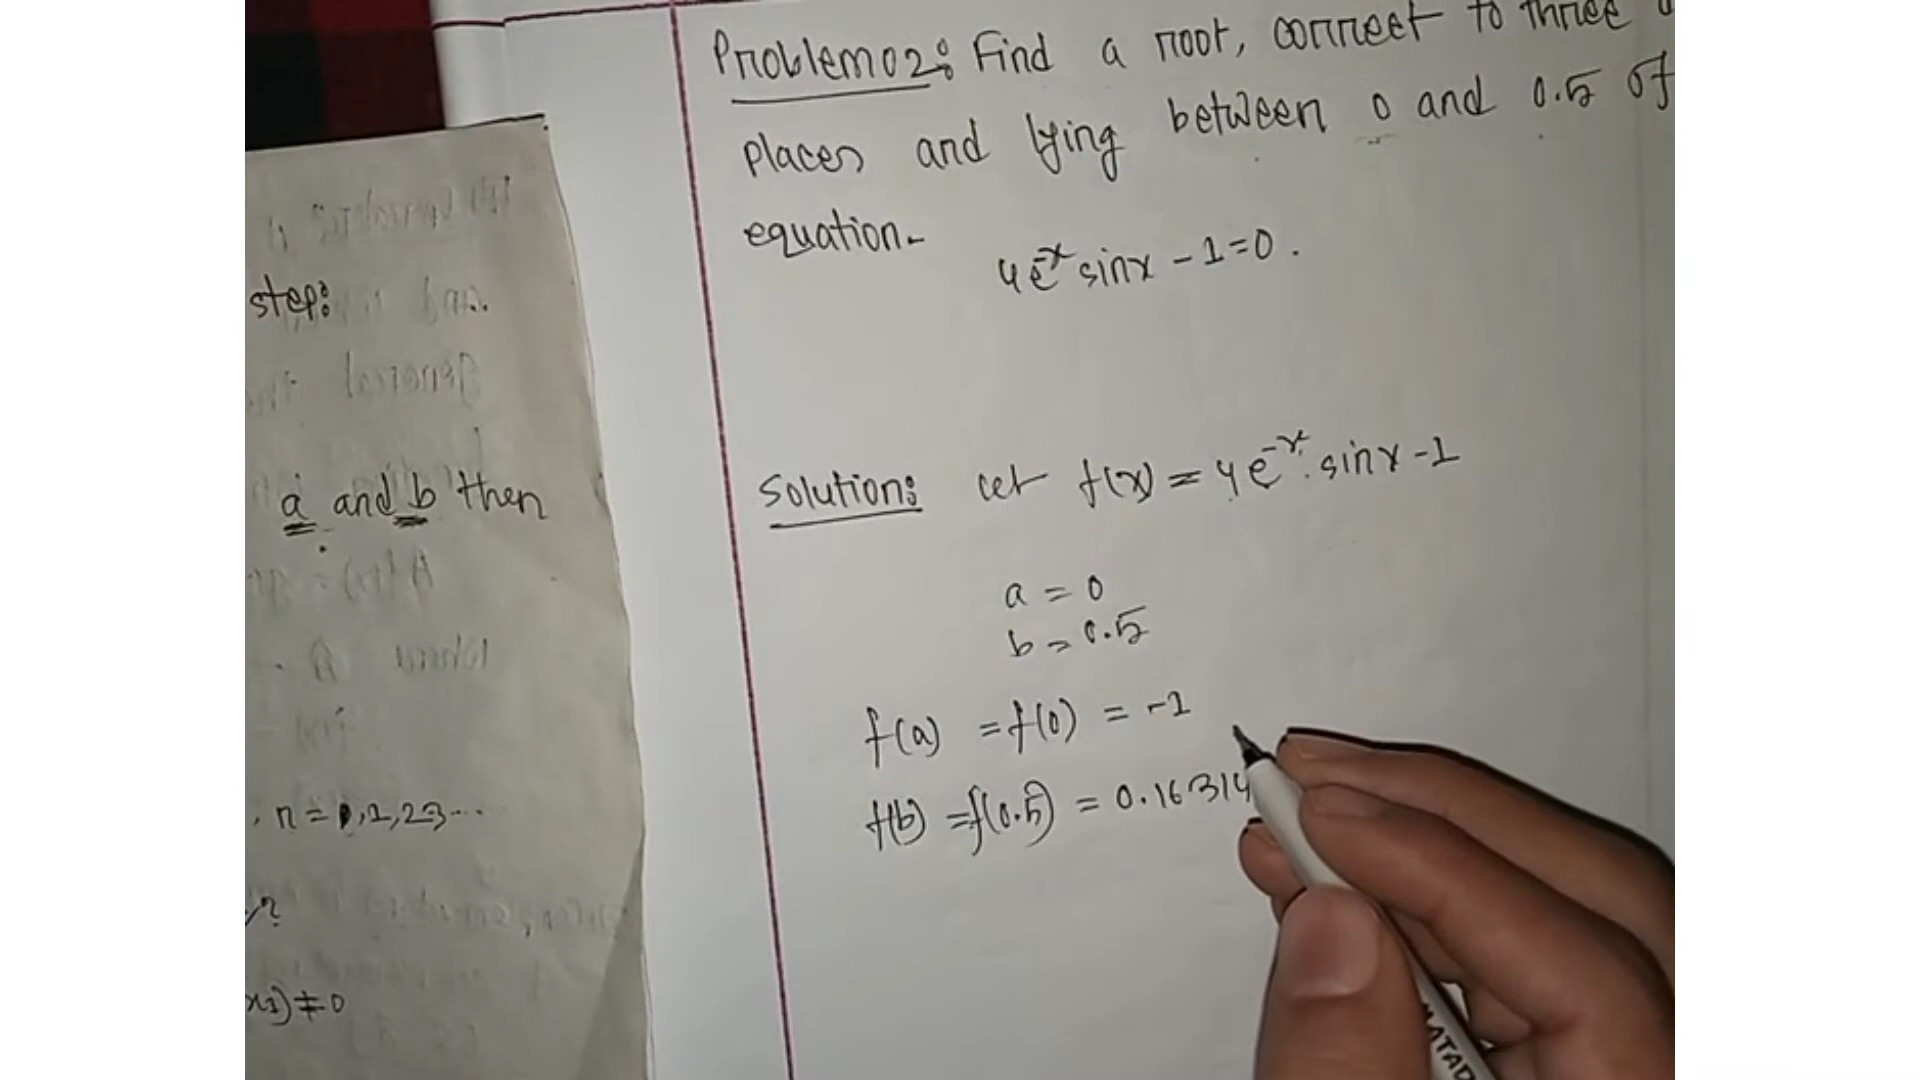 Problem 02: Find a root, correct to three
places and lying between 0 and 0.5 of
equation-
4e^-x sinx - 1 = 0.
Solution: Let f(x) = 4e^-x. sinx - 1
a = 0
b = 0.5
f(a) = f(0) = -1
f(b) = f(0.5) = 0.16314
step:
a and b then
, n = 0,1,2,3...
x1) ≠ 0
MATAD